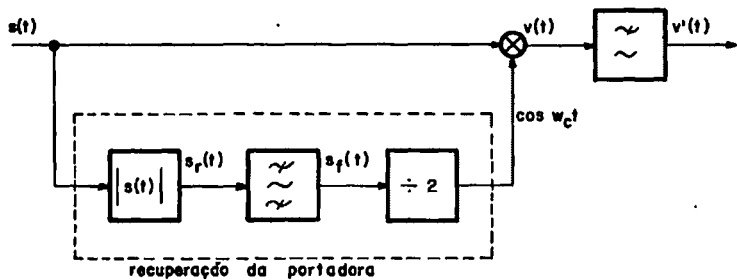 s(t)
v(t)
v'(t)
cos w_c t
|s(t)|
s_r(t)
s_f(t)
÷ 2
recuperação da portadora